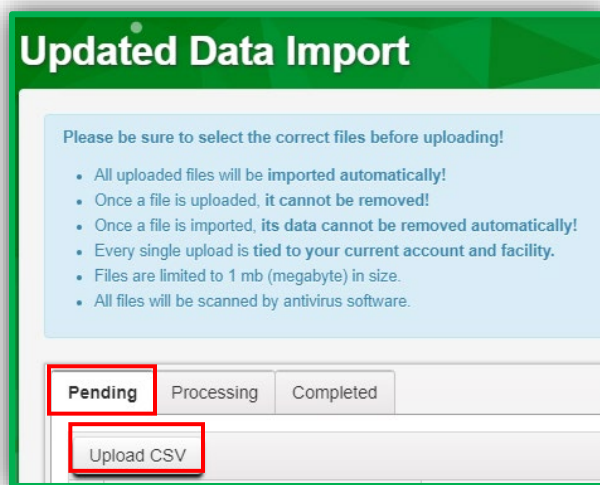 Updated Data Import
Please be sure to select the correct files before uploading!
All uploaded files will be imported automatically!
Once a file is uploaded, it cannot be removed!
Once a file is imported, its data cannot be removed automatically!
Every single upload is tied to your current account and facility.
Files are limited to 1 mb (megabyte) in size.
All files will be scanned by antivirus software.
Pending Processing Completed
Upload CSV